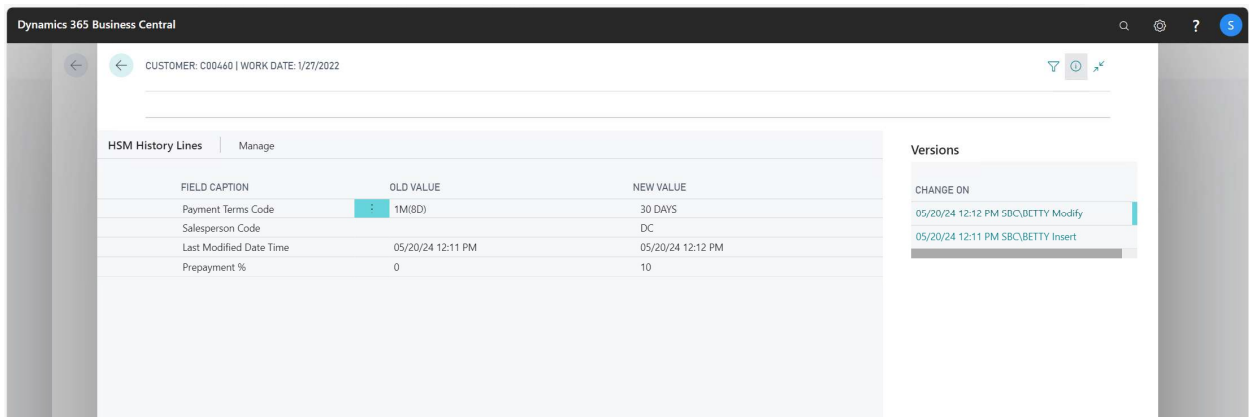 Dynamics 365 Business Central
?
S
CUSTOMER: C00460 | WORK DATE: 1/27/2022
HSM History Lines Manage
FIELD CAPTION OLD VALUE NEW VALUE
Payment Terms Code 1M(8D) 30 DAYS
Salesperson Code DC
Last Modified Date Time 05/20/24 12:11 PM 05/20/24 12:12 PM
Prepayment % 0 10
Versions
CHANGE ON
05/20/24 12:12 PM SBC\BETTY Modify
05/20/24 12:11 PM SBC\BETTY Insert